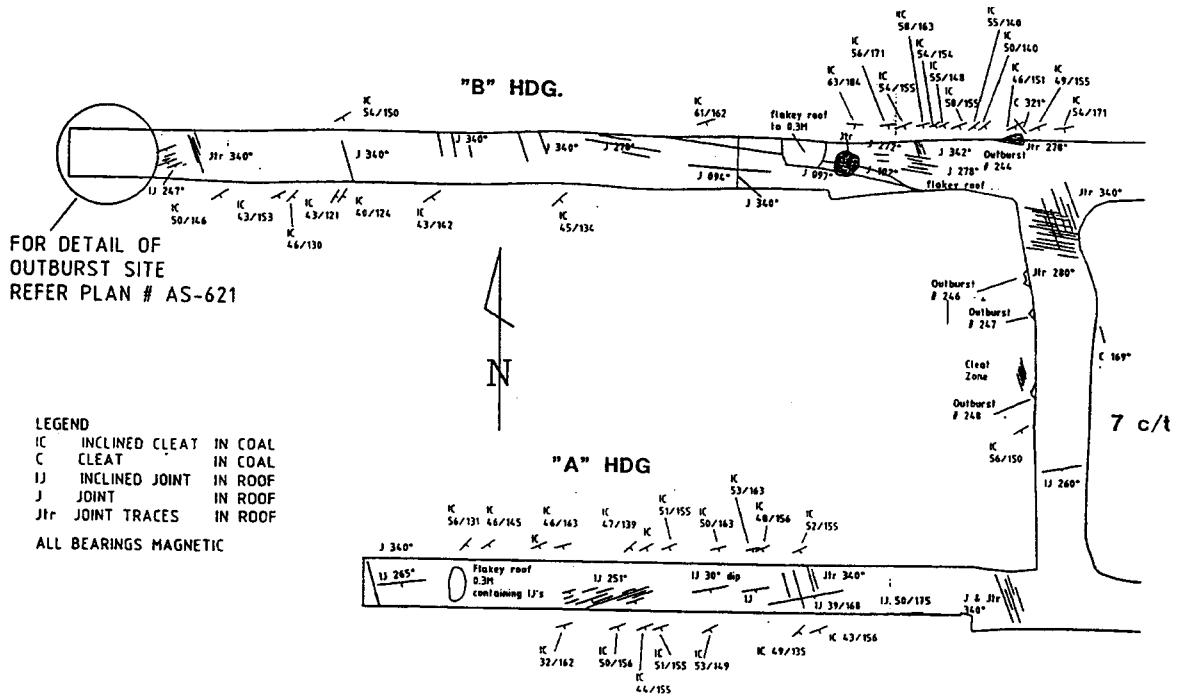 "B" HDG.
IC
54/150
IC
61/162
flakey roof
to 0.3M
IC
63/184
IC
56/171
IC
54/155
IC
58/163
IC
54/154
IC
55/148
IC
58/155
IC
55/140
IC
50/140
IC
46/151
C 321°
IC
49/155
IC
54/171
Jtr 340°
J 340°
J 340°
J 340°
J 270°
J 094°
J 340°
J 097°
Jtr
J 272°
J 342°
J 278°
Outburst
# 244
Jtr 278°
flakey roof
Jtr 340°
IJ 247°
IC
50/146
IC
43/153
IC
46/130
IC
43/121
IC
40/124
IC
43/142
IC
45/134
FOR DETAIL OF
OUTBURST SITE
REFER PLAN # AS-621
N
Jtr 280°
Outburst
# 246
Outburst
# 247
C 169°
Cleat
Zone
Outburst
# 248
7 c/t
IC
56/150
IJ 260°
LEGEND
IC INCLINED CLEAT IN COAL
C CLEAT IN COAL
IJ INCLINED JOINT IN ROOF
J JOINT IN ROOF
Jtr JOINT TRACES IN ROOF
ALL BEARINGS MAGNETIC
"A" HDG
IC
56/131
IC
46/145
IC
IC
46/163
IC
47/139
IC
IC
51/155
IC
50/163
IC
53/163
IC
48/156
IC
52/155
J 340°
IJ 265°
Flakey roof
0.3M
containing IJ's
IJ 251°
IJ 30° dip
IJ
Jtr 340°
IJ 39/168
IJ. 50/175
J & Jtr
340°
IC
32/162
IC
50/156
IC
44/155
IC
51/155
IC
53/149
IC 49/135
IC 43/156